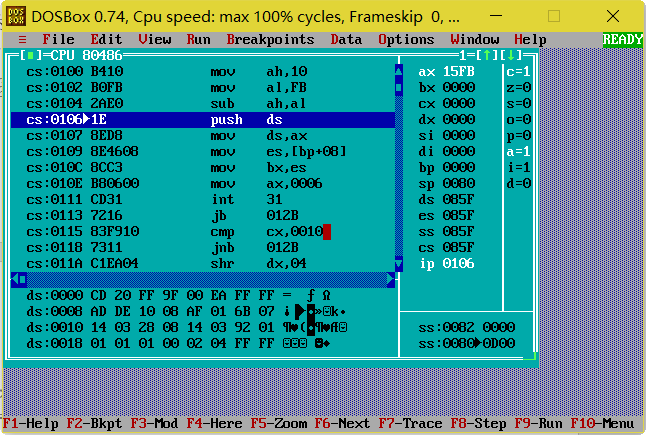 DOSBox 0.74, Cpu speed: max 100% cycles, Frameskip 0, ...
≡ File Edit View Run Breakpoints Data Options Window Help READY
[■]=CPU 80486 1=[↑][↓]
cs:0100 B410 mov ah,10 ax 15FB c=1
cs:0102 B0FB mov al,FB bx 0000 z=0
cs:0104 2AE0 sub ah,al cx 0000 s=0
cs:0106▶1E push ds dx 0000 o=0
cs:0107 8ED8 mov ds,ax si 0000 p=0
cs:0109 8E4608 mov es,[bp+08] di 0000 a=1
cs:010C 8CC3 mov bx,es bp 0000 i=1
cs:010E B80600 mov ax,0006 sp 0080 d=0
cs:0111 CD31 int 31 ds 085F
cs:0113 7216 jb 012B es 085F
cs:0115 83F910 cmp cx,0010 ss 085F
cs:0118 7311 jnb 012B cs 085F
cs:011A C1EA04 shr dx,04 ip 0106
ds:0000 CD 20 FF 9F 00 EA FF FF = ƒ Ω
ds:0008 AD DE 10 08 AF 01 6B 07 ss:0082 0000
ds:0010 14 03 28 08 14 03 92 01 ss:0080▶0D00
ds:0018 01 01 01 00 02 04 FF FF
F1-Help F2-Bkpt F3-Mod F4-Here F5-Zoom F6-Next F7-Trace F8-Step F9-Run F10-Menu